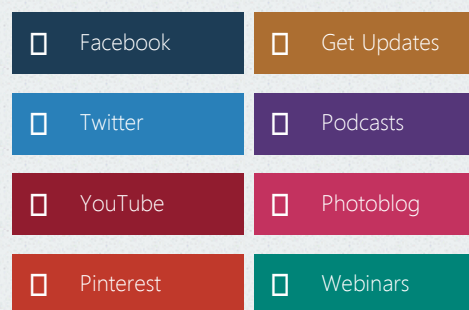 Facebook
Get Updates
Twitter
Podcasts
YouTube
Photoblog
Pinterest
Webinars